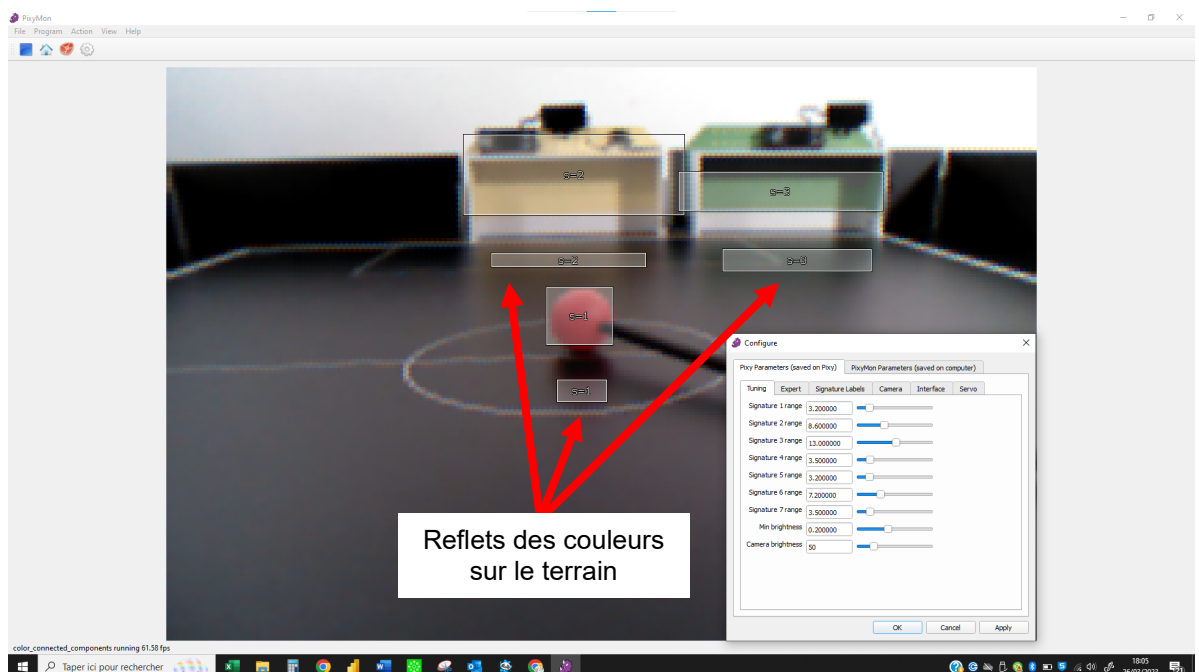 PixyMon
File Program Action View Help
s=2
s=3
s=2
s=3
s=1
s=1
Reflets des couleurs
sur le terrain
Configure
Pixy Parameters (saved on Pixy) PixyMon Parameters (saved on computer)
Tuning Expert Signature Labels Camera Interface Servo
Signature 1 range 3.200000
Signature 2 range 8.600000
Signature 3 range 13.000000
Signature 4 range 3.500000
Signature 5 range 3.200000
Signature 6 range 7.200000
Signature 7 range 3.500000
Min brightness 0.200000
Camera brightness 50
OK Cancel Apply
color_connected_components running 61.58 fps
Taper ici pour rechercher
18:05